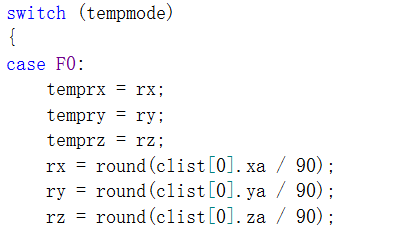 switch (tempmode)
{
case F0:
    temprx = rx;
    tempry = ry;
    temprz = rz;
    rx = round(clist[0].xa / 90);
    ry = round(clist[0].ya / 90);
    rz = round(clist[0].za / 90);